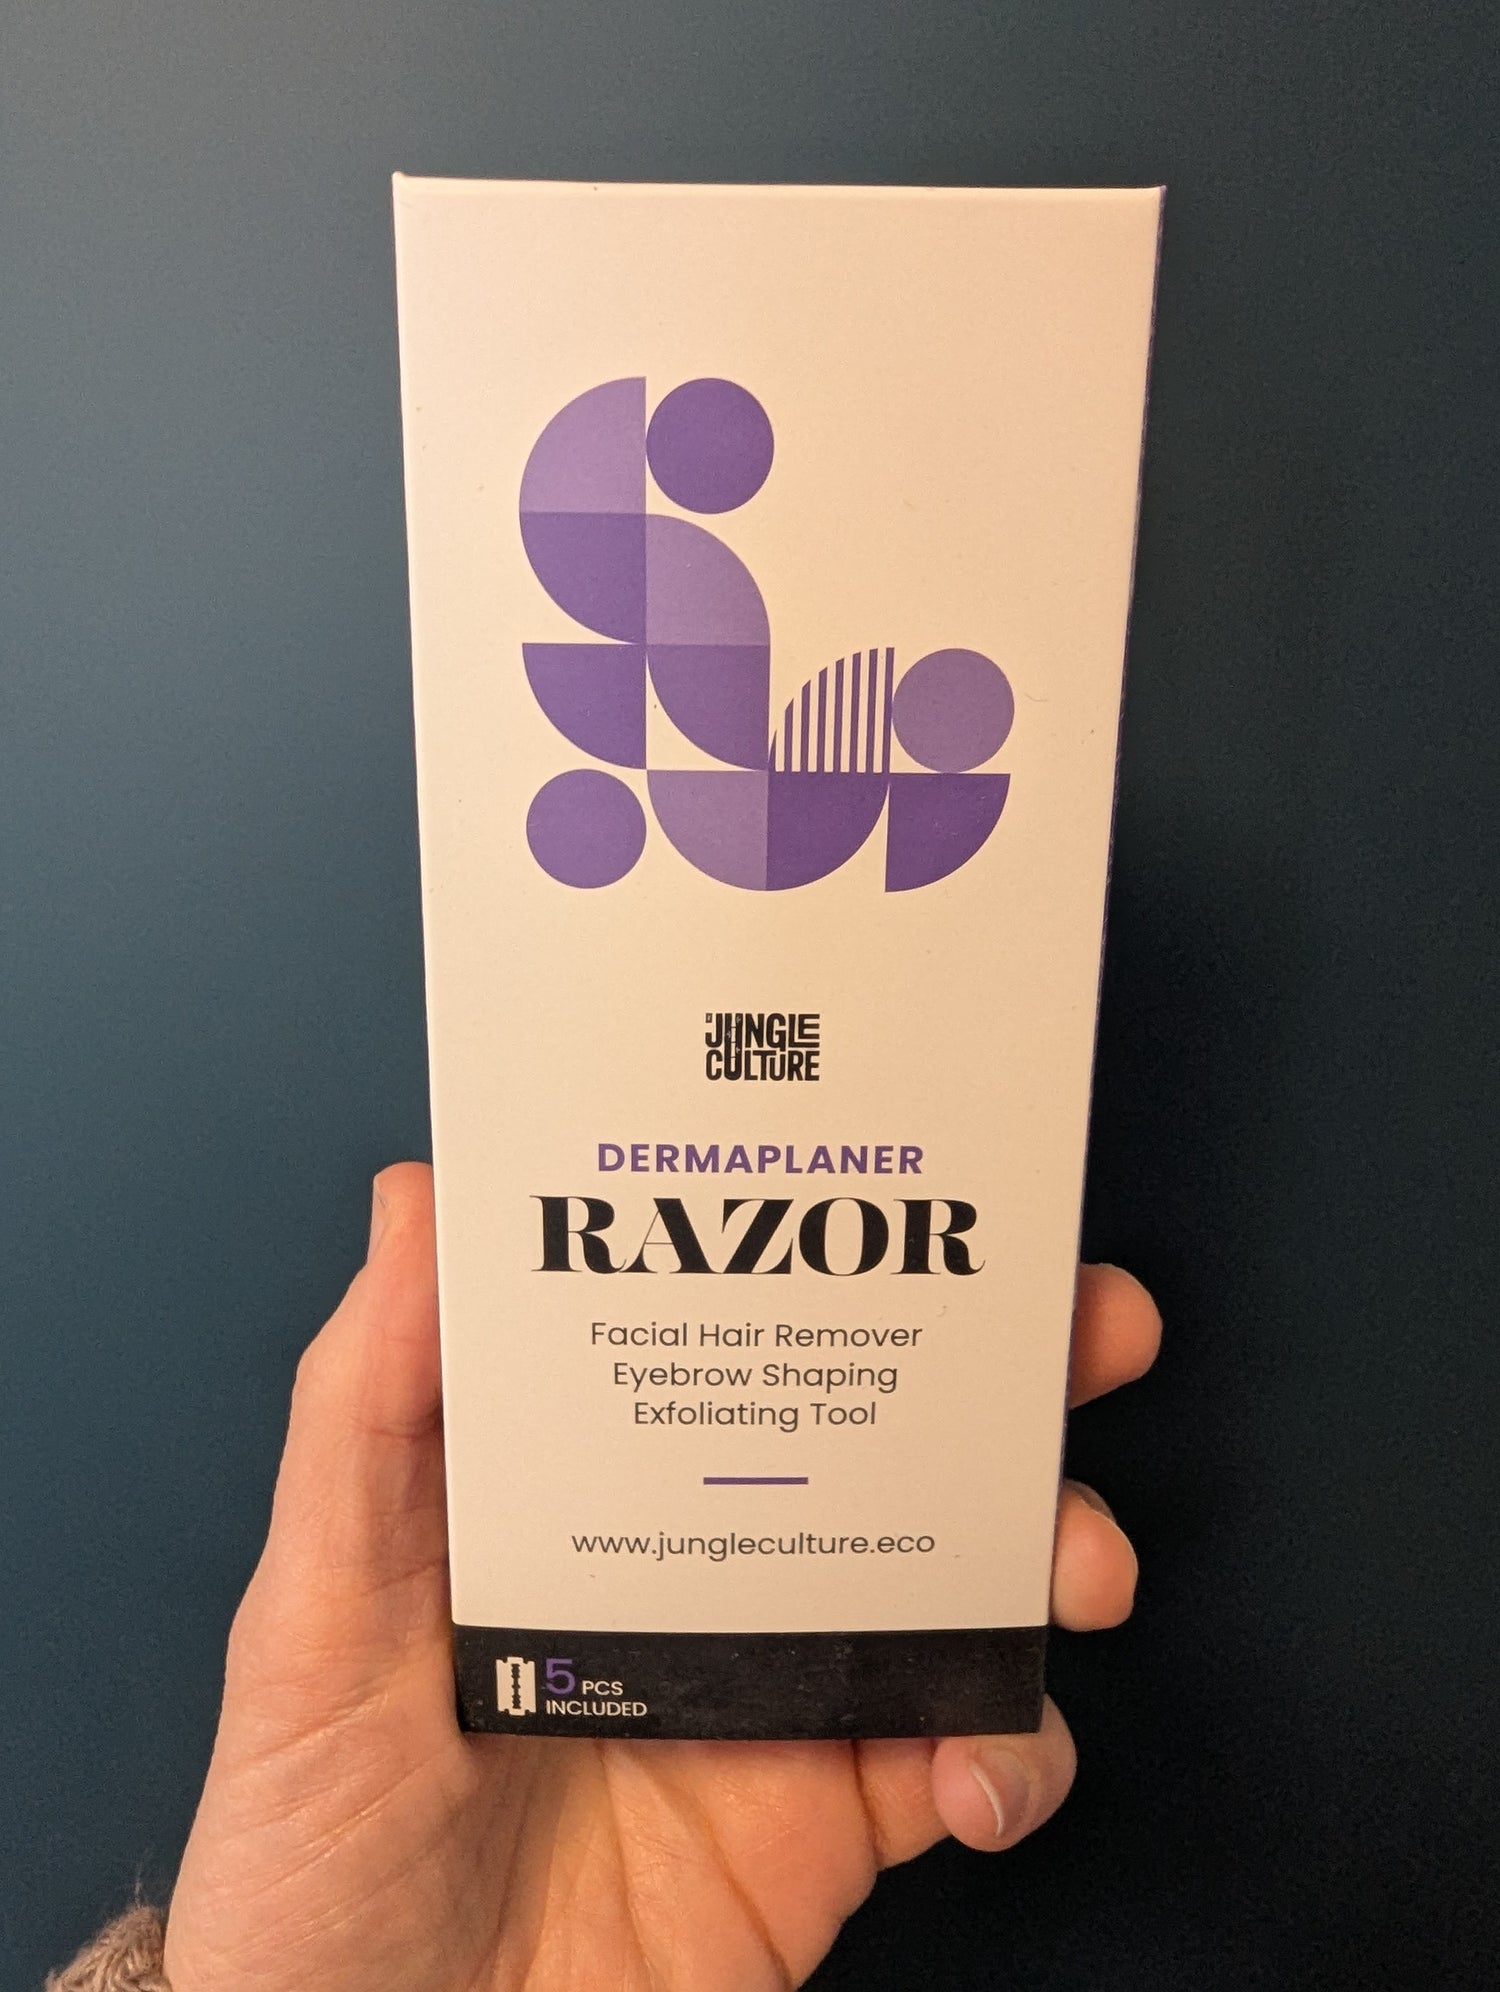 JUNGLE
CULTURE
DERMAPLANER
RAZOR
Facial Hair Remover
Eyebrow Shaping
Exfoliating Tool
www.jungleculture.eco
5 PCS
INCLUDED